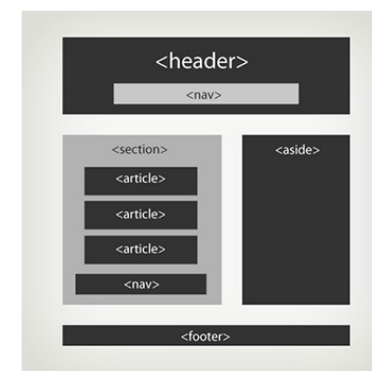 <header>
<nav>
<section>
<article>
<article>
<article>
<nav>
<aside>
<footer>